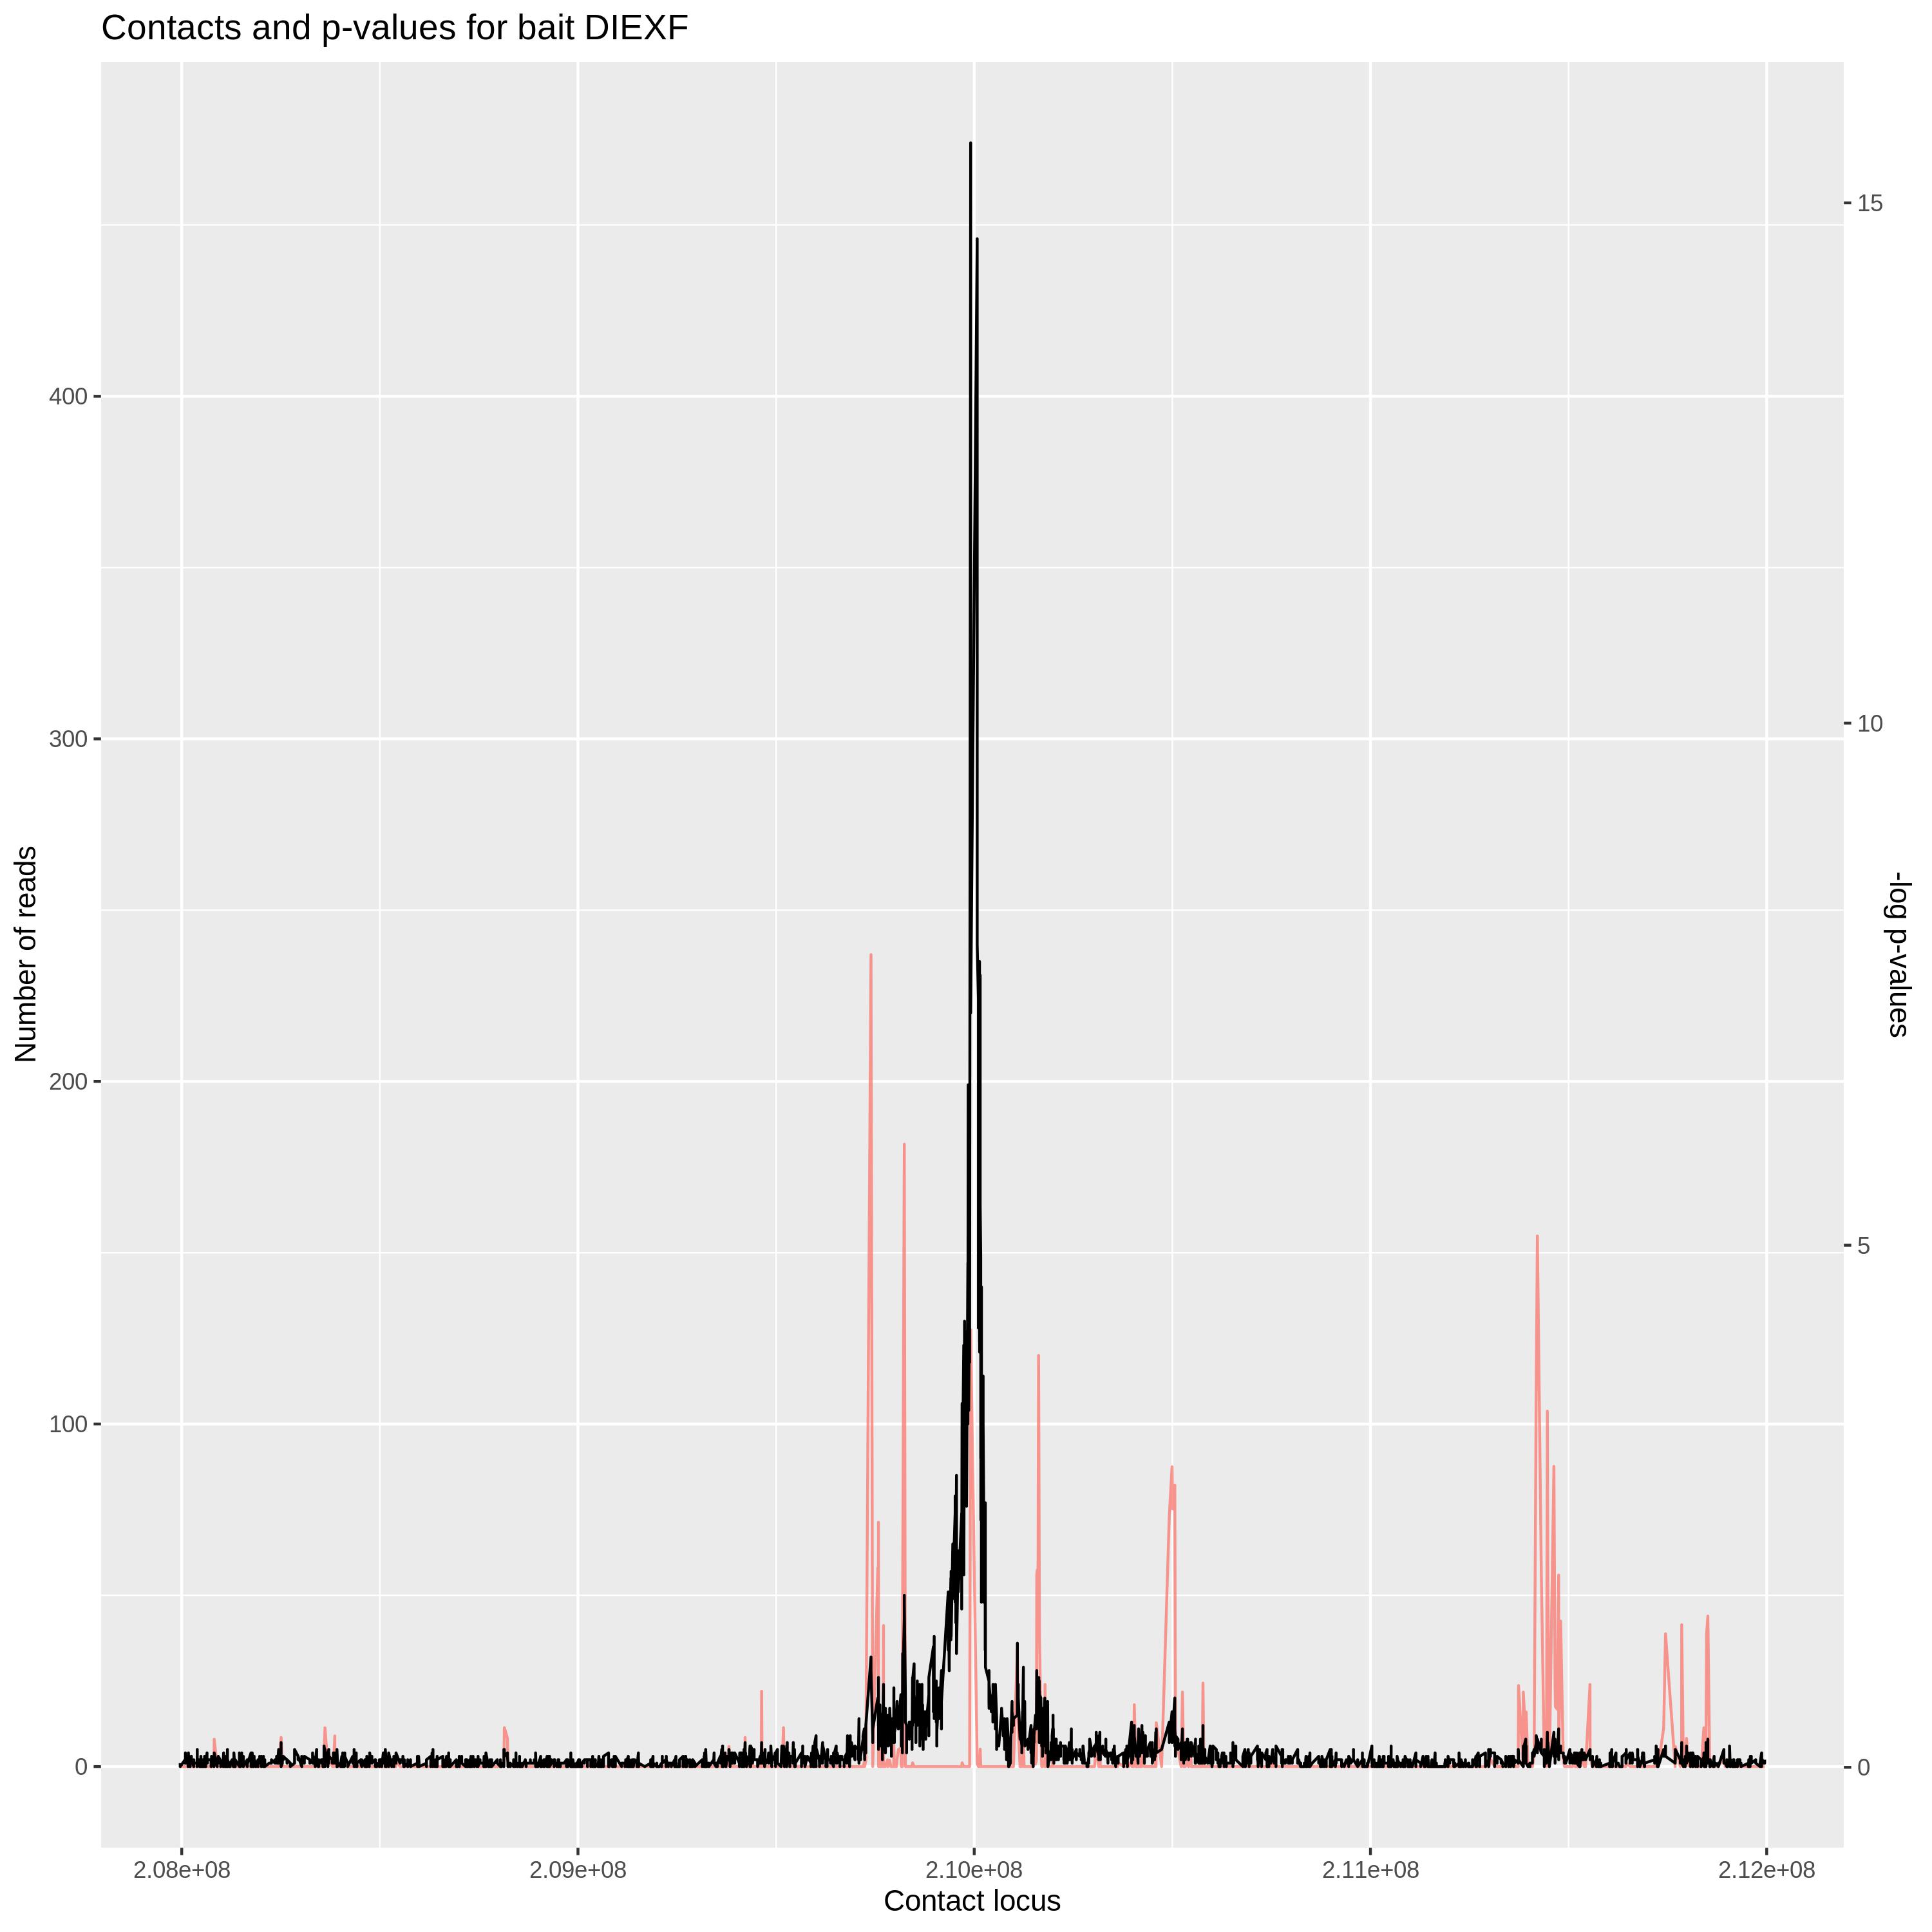 Contacts and p-values for bait DIEXF
Number of reads
400
300
200
100
0
15
10
5
0
-log p-values
2.08e+08
2.09e+08
2.10e+08
2.11e+08
2.12e+08
Contact locus